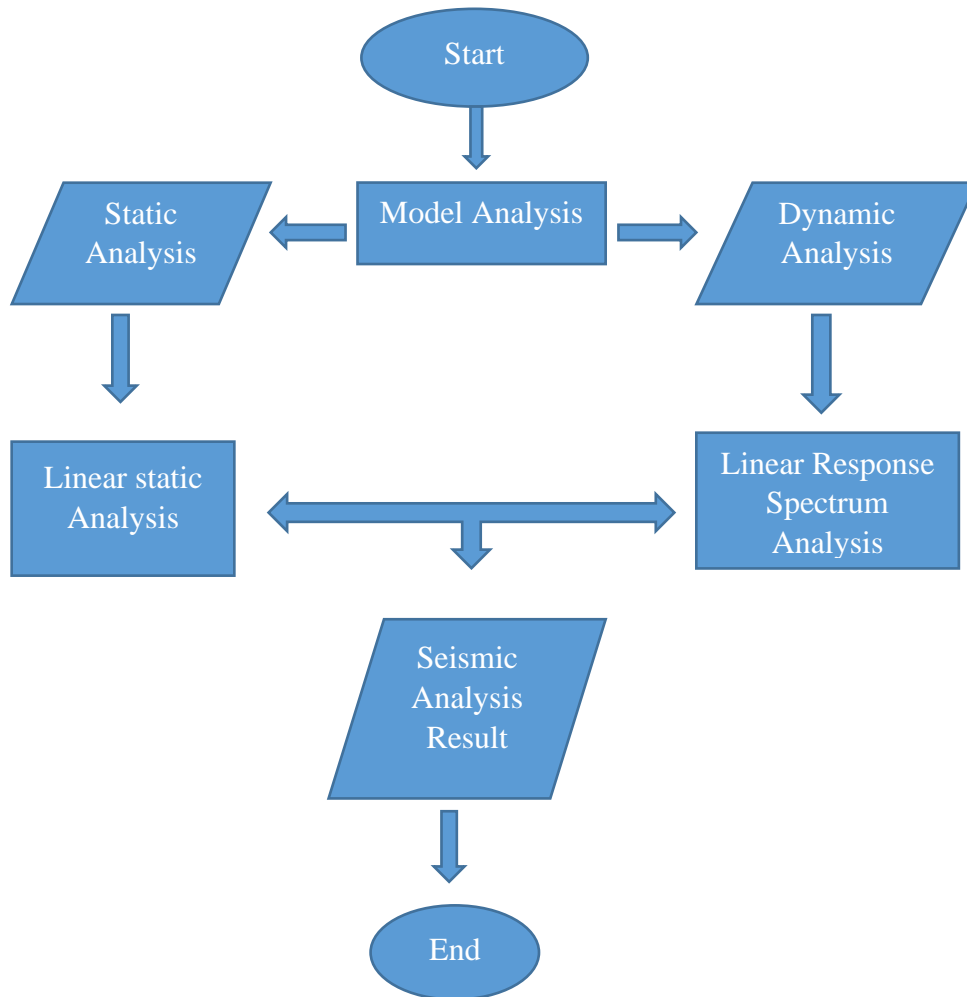 Start
Model Analysis
Static
Analysis
Dynamic
Analysis
Linear static
Analysis
Linear Response
Spectrum
Analysis
Seismic
Analysis
Result
End